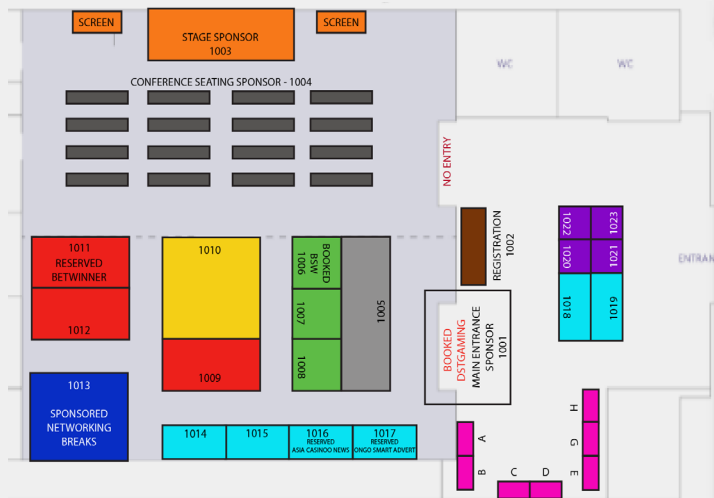 SCREEN
STAGE SPONSOR
1003
SCREEN
CONFERENCE SEATING SPONSOR - 1004
WC
WC
NO ENTRY
REGISTRATION
1002
1022
1023
1020
1021
1018
1019
ENTRAN
1011
RESERVED
BETWINNER
1012
1010
1009
BOOKED
BSW
1006
1007
1008
1005
BOOKED
DSTGAMING
MAIN ENTRANCE
SPONSOR
1001
1013
SPONSORED
NETWORKING
BREAKS
1014
1015
1016
RESERVED
ASIA CASINOO NEWS
1017
RESERVED
ONGO SMART ADVERT
A
B
C
D
E
G
H